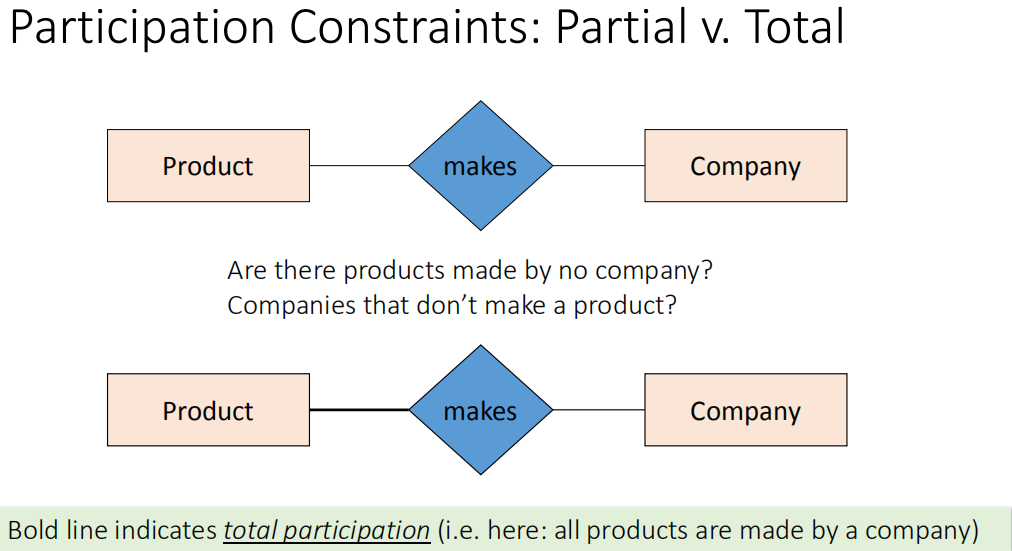 Participation Constraints: Partial v. Total
Product makes Company
Are there products made by no company?
Companies that don’t make a product?
Product makes Company
Bold line indicates total participation (i.e. here: all products are made by a company)